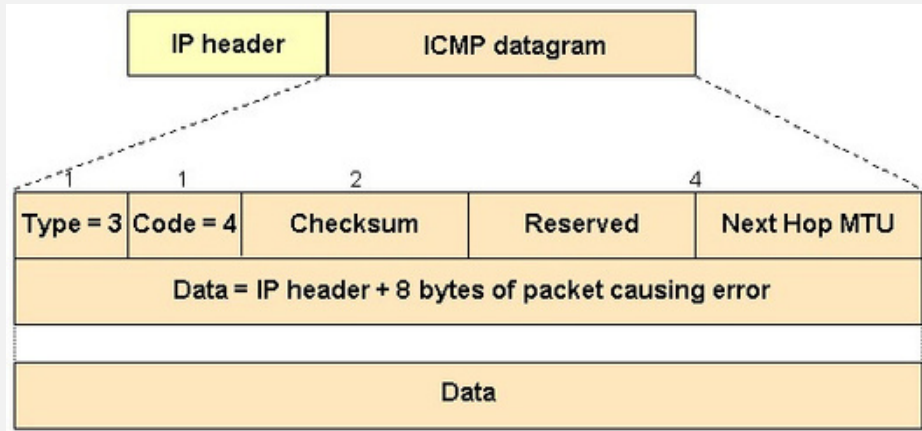 IP header ICMP datagram
1 1 2 4
Type = 3 Code = 4 Checksum Reserved Next Hop MTU
Data = IP header + 8 bytes of packet causing error
Data